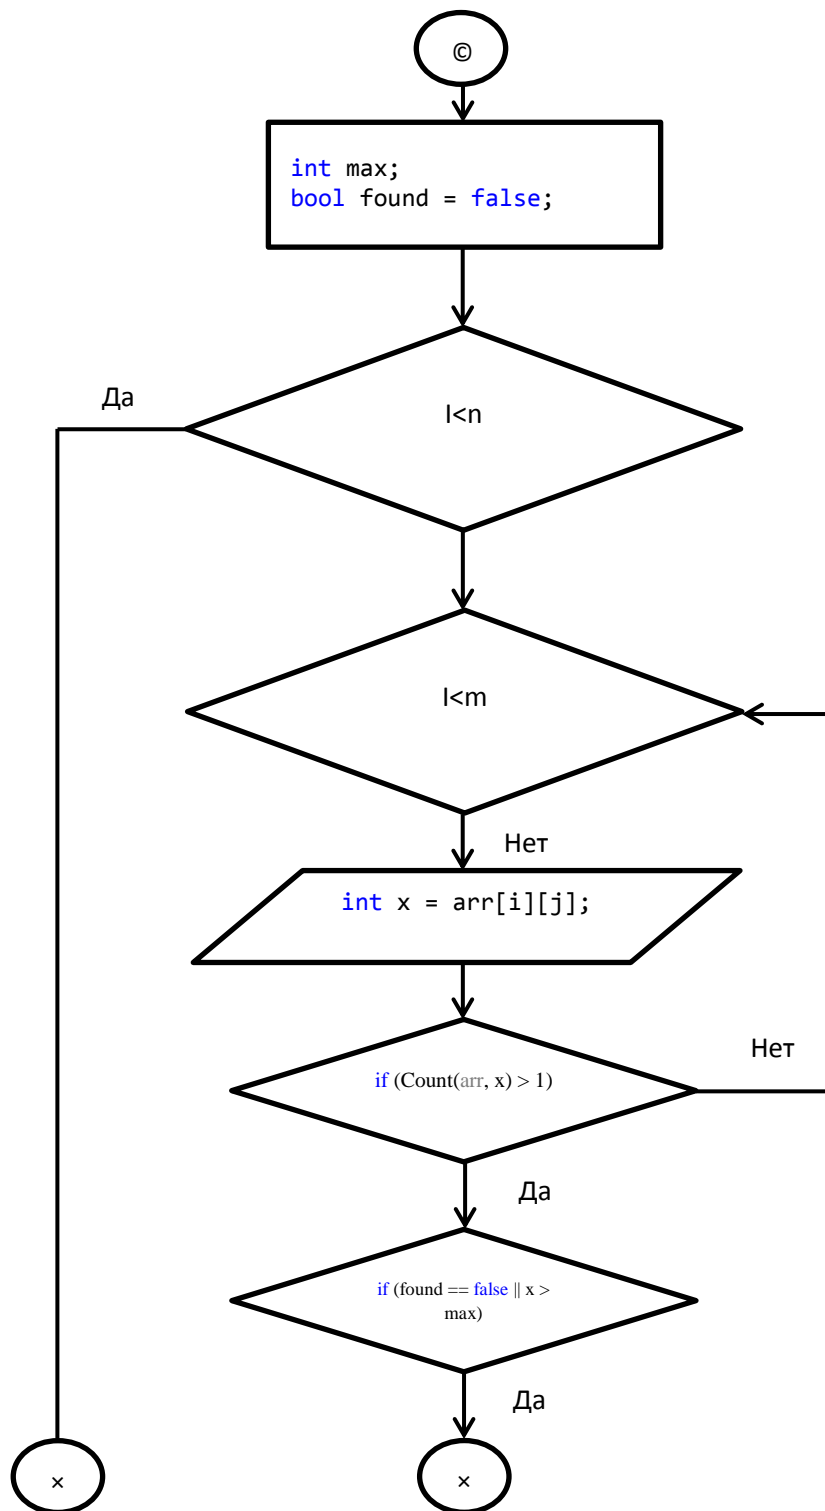 ©
int max;
bool found = false;
Да
I<n
I<m
Нет
int x = arr[i][j];
if (Count(arr, x) > 1)
Нет
Да
if (found == false || x >
max)
Да
×
×